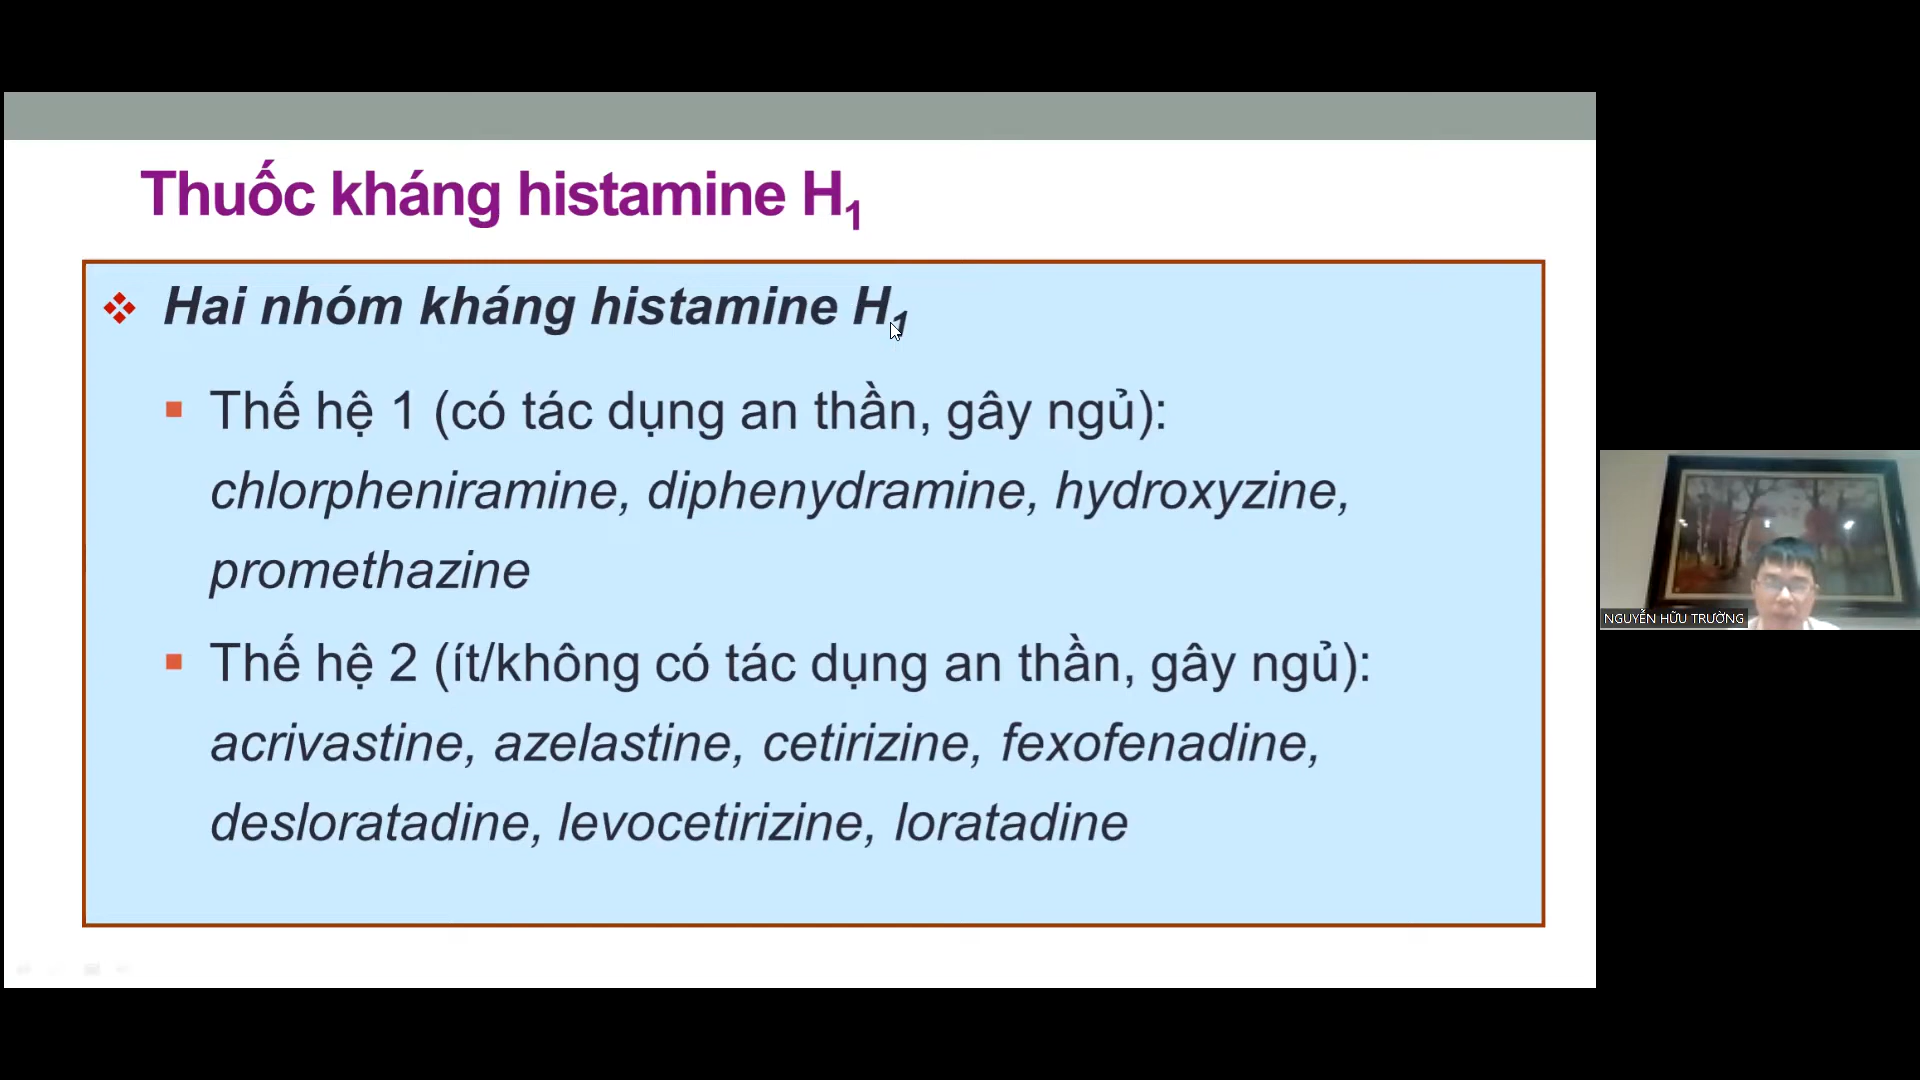 Thuốc kháng histamine H₁
Hai nhóm kháng histamine H₁
Thế hệ 1 (có tác dụng an thần, gây ngủ):
chlorpheniramine, diphenydramine, hydroxyzine,
promethazine
Thế hệ 2 (ít/không có tác dụng an thần, gây ngủ):
acrivastine, azelastine, cetirizine, fexofenadine,
desloratadine, levocetirizine, loratadine
NGUYỄN HỮU TRƯỜNG